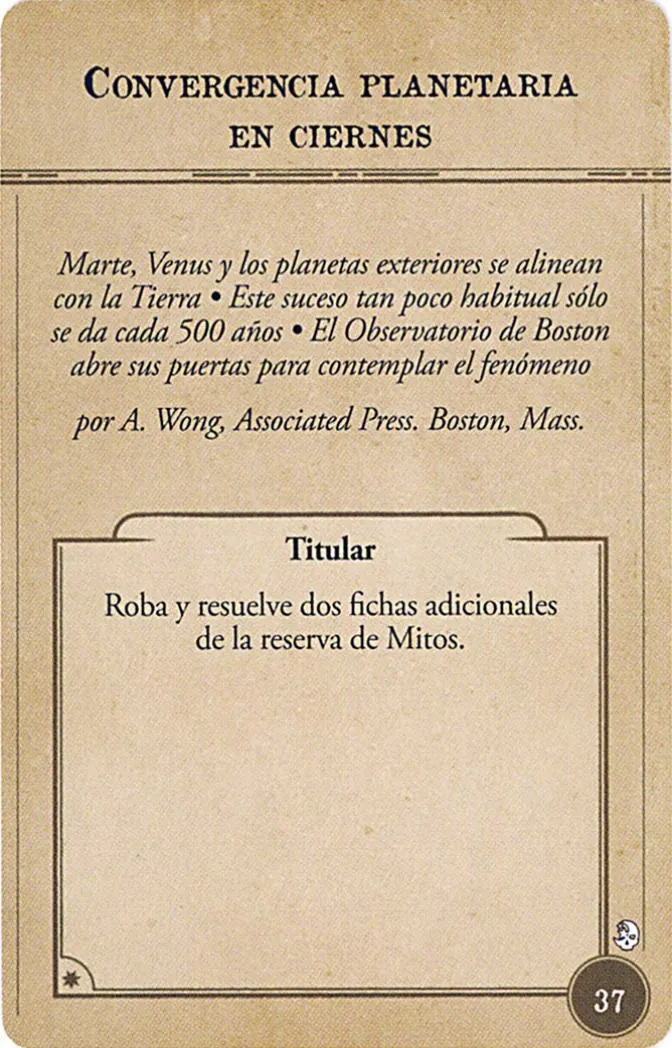 Convergencia planetaria
en ciernes
Marte, Venus y los planetas exteriores se alinean
con la Tierra • Este suceso tan poco habitual sólo
se da cada 500 años • El Observatorio de Boston
abre sus puertas para contemplar el fenómeno
por A. Wong, Associated Press. Boston, Mass.
Titular
Roba y resuelve dos fichas adicionales
de la reserva de Mitos.
37